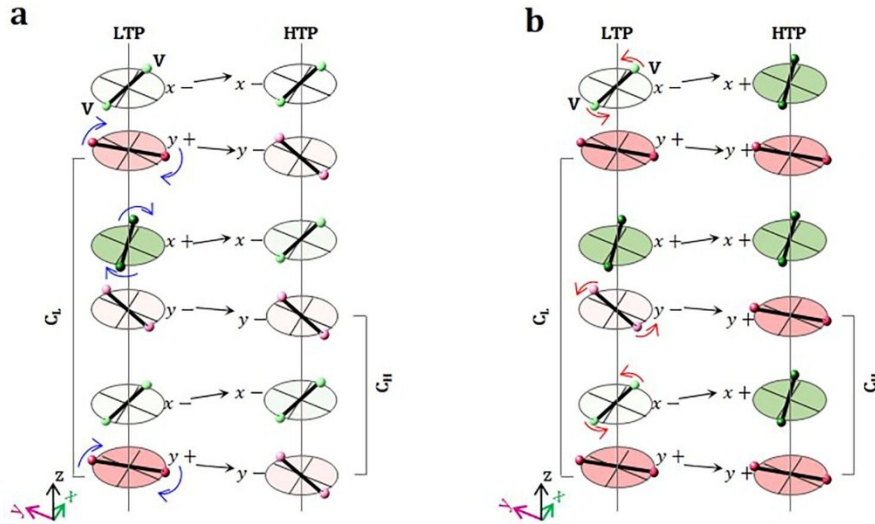 a
LTP HTP
V
x − x −
V
y + y −
x + x −
C_L
y − y −
x − x −
C_H
y + y −
z
y x
b
LTP HTP
V
x − x +
V
y + y +
x + x +
C_L
y − y +
x − x +
C_H
y + y +
z
y x